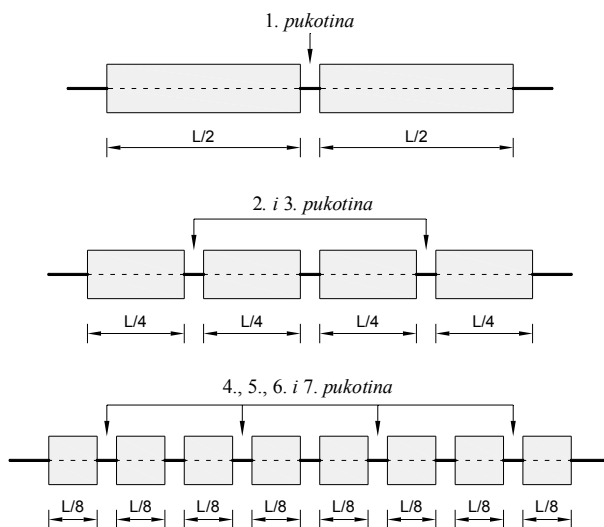 1. pukotina
L/2 L/2
2. i 3. pukotina
L/4 L/4 L/4 L/4
4., 5., 6. i 7. pukotina
L/8 L/8 L/8 L/8 L/8 L/8 L/8 L/8